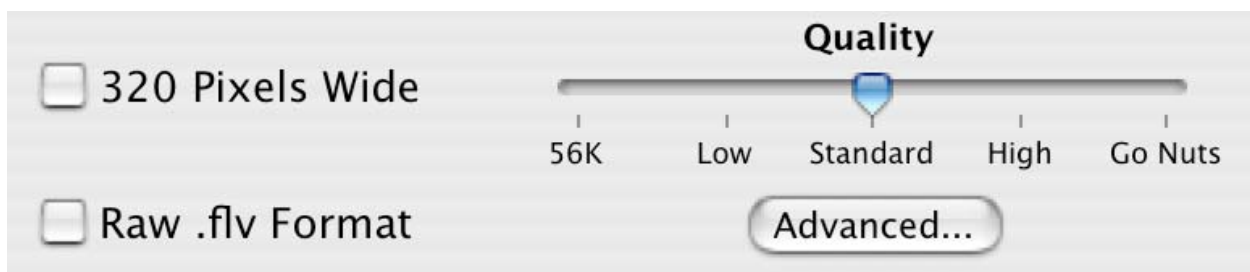 Quality
320 Pixels Wide
56K Low Standard High Go Nuts
Raw .flv Format
Advanced...